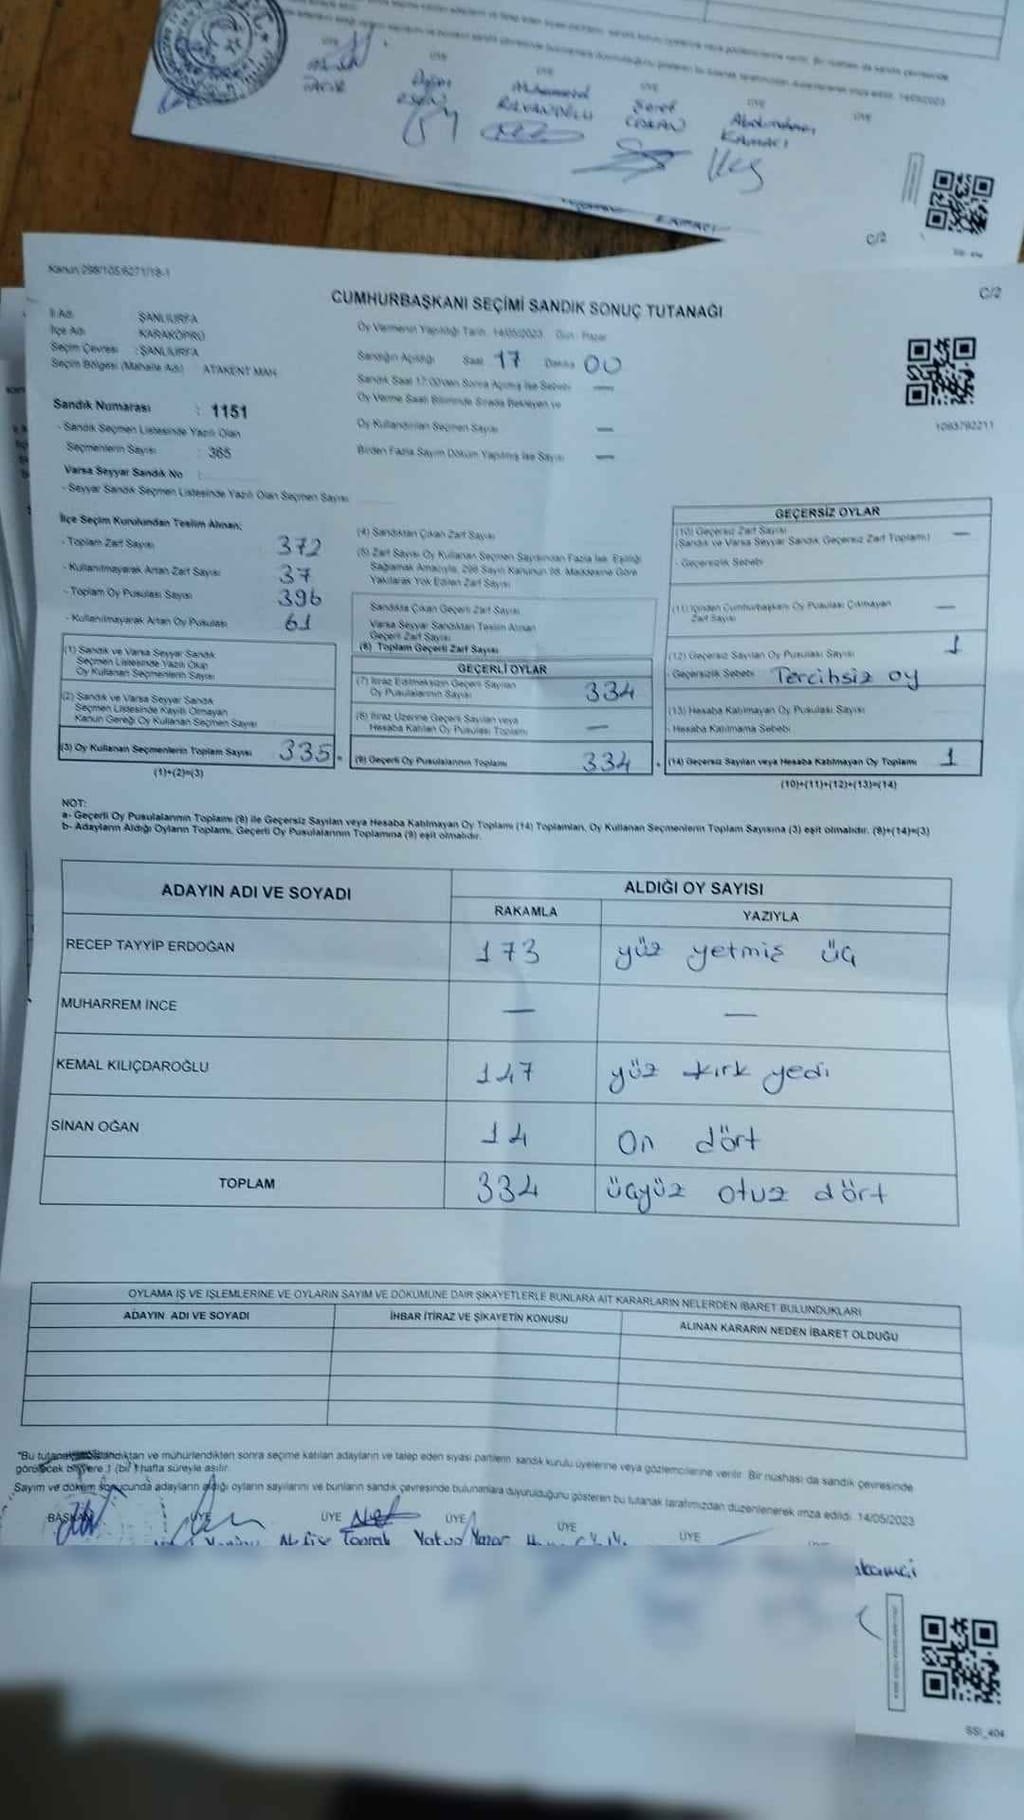 ÜYE
ÜYE
ÜYE
ÜYE
ÜYE
Muhammed
Şeref
KAMACI
C/2
Kanun 298/105/6271/18-1
C/2
CUMHURBAŞKANI SEÇİMİ SANDIK SONUÇ TUTANAĞI
İl Adı ŞANLIURFA
İlçe Adı KARAKÖPRÜ
Seçim Çevresi : ŞANLIURFA
Seçim Bölgesi (Mahalle Adı) ATAKENT MAH.
Oy Vermenin Yapıldığı Tarih 14/05/2023 Gün Pazar
Sandığın Açıldığı Saat 17 Dakika 00
Sandık Saat 17:00'den Sonra Açılmış İse Sebebi —
Oy Verme Saati Bitiminde Sırada Bekleyen ve
Oy Kullandırılan Seçmen Sayısı —
Birden Fazla Sayım Döküm Yapılmış İse Sayısı —
1093792211
Sandık Numarası : 1151
- Sandık Seçmen Listesinde Yazılı Olan
Seçmenlerin Sayısı : 365
Varsa Seyyar Sandık No :
- Seyyar Sandık Seçmen Listesinde Yazılı Olan Seçmen Sayısı
İlçe Seçim Kurulundan Teslim Alınan;
- Toplam Zarf Sayısı 372
- Kullanılmayarak Artan Zarf Sayısı 37
- Toplam Oy Pusulası Sayısı 396
- Kullanılmayarak Artan Oy Pusulası 61
(1) Sandık ve Varsa Seyyar Sandık
Seçmen Listesinde Yazılı Olup
Oy Kullanan Seçmenlerin Sayısı
(2) Sandık ve Varsa Seyyar Sandık
Seçmen Listesinde Kayıtlı Olmayan
Kanun Gereği Oy Kullanan Seçmen Sayısı
(3) Oy Kullanan Seçmenlerin Toplam Sayısı 335
(1)+(2)=(3)
(4) Sandıktan Çıkan Zarf Sayısı
(5) Zarf Sayısı Oy Kullanan Seçmen Sayısından Fazla İse, Eşitliği
Sağlamak Amacıyla, 298 Sayılı Kanunun 98. Maddesine Göre
Yakılarak Yok Edilen Zarf Sayısı
Sandıkta Çıkan Geçerli Zarf Sayısı
Varsa Seyyar Sandıktan Teslim Alınan
Geçerli Zarf Sayısı
(6) Toplam Geçerli Zarf Sayısı
GEÇERLİ OYLAR
(7) İtiraz Edilmeksizin Geçerli Sayılan
Oy Pusulalarının Sayısı 334
(8) İtiraz Üzerine Geçerli Sayılan veya
Hesaba Katılan Oy Pusulası Toplamı —
(9) Geçerli Oy Pusulalarının Toplamı 334
GEÇERSİZ OYLAR
(10) Geçersiz Zarf Sayısı —
(Sandık ve Varsa Seyyar Sandık Geçersiz Zarf Toplamı)
- Geçersizlik Sebebi
(11) İçinden Cumhurbaşkanı Oy Pusulası Çıkmayan
Zarf Sayısı —
(12) Geçersiz Sayılan Oy Pusulası Sayısı 1
- Geçersizlik Sebebi Tercihsiz oy
(13) Hesaba Katılmayan Oy Pusulası Sayısı
- Hesaba Katılmama Sebebi
(14) Geçersiz Sayılan veya Hesaba Katılmayan Oy Toplamı 1
(10)+(11)+(12)+(13)=(14)
NOT:
a- Geçerli Oy Pusulalarının Toplamı (9) ile Geçersiz Sayılan veya Hesaba Katılmayan Oy Toplamı (14) Toplamları, Oy Kullanan Seçmenlerin Toplam Sayısına (3) eşit olmalıdır. (9)+(14)=(3)
b- Adayların Aldığı Oyların Toplamı, Geçerli Oy Pusulalarının Toplamına (9) eşit olmalıdır.
ADAYIN ADI VE SOYADI ALDIĞI OY SAYISI
RAKAMLA YAZIYLA
RECEP TAYYİP ERDOĞAN 173 yüz yetmiş üç
MUHARREM İNCE — —
KEMAL KILIÇDAROĞLU 147 yüz kırk yedi
SİNAN OĞAN 14 On dört
TOPLAM 334 üçyüz otuz dört
OYLAMA İŞ VE İŞLEMLERİNE VE OYLARIN SAYIM VE DÖKÜMÜNE DAİR ŞİKAYETLERLE BUNLARA AİT KARARLARIN NELERDEN İBARET BULUNDUKLARI
ADAYIN ADI VE SOYADI İHBAR İTİRAZ VE ŞİKAYETİN KONUSU ALINAN KARARIN NEDEN İBARET OLDUĞU
"Bu ve mühürlendikten sonra seçime katılan adayların ve talep eden siyasi partilerin sandık kurulu üyelerine veya gözlemcilerine verilir. Bir nüshası da sandık çevresinde
görülecek bir yere 1 (bir) hafta süreyle asılır.
Sayım ve döküm sonucunda adayların aldığı oyların sayılarını ve bunların sandık çevresinde bulunanlara duyurulduğunu gösteren bu tutanak tarafımızdan düzenlenerek imza edildi. 14/05/2023
BAŞKAN ÜYE ÜYE ÜYE ÜYE ÜYE
Toprak Yazar
SSI_404